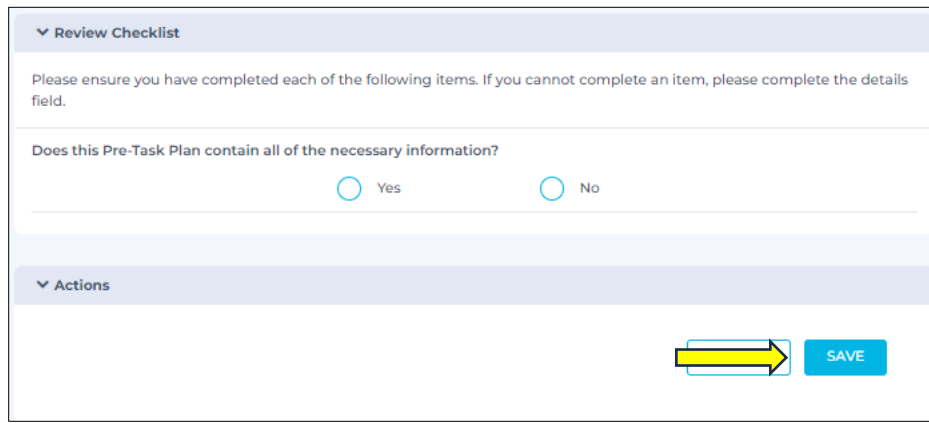 Review Checklist
Please ensure you have completed each of the following items. If you cannot complete an item, please complete the details
field.
Does this Pre-Task Plan contain all of the necessary information?
Yes No
Actions
SAVE